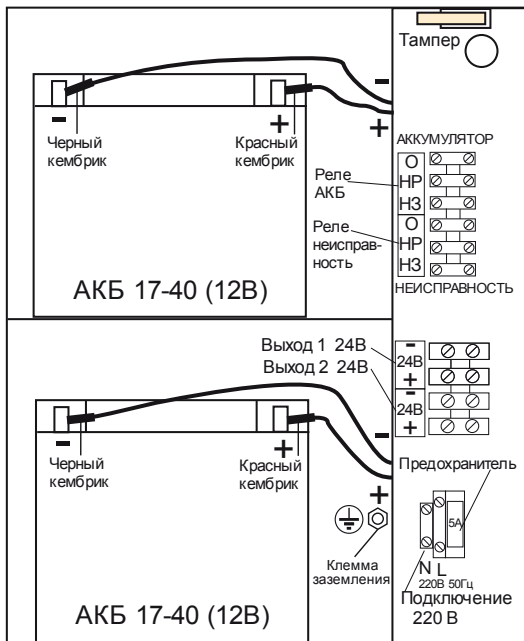 Тампер
-
-
+
+
Черный
кембрик
Красный
кембрик
АККУМУЛЯТОР
О
НР
НЗ
Реле
АКБ
О
НР
НЗ
Реле
неисправ-
ность
НЕИСПРАВНОСТЬ
АКБ 17-40 (12В)
Выход 1 24В
Выход 2 24В
-
24В
+
-
24В
+
-
+
-
+
Черный
кембрик
Красный
кембрик
Предохранитель
5А
Клемма
заземления
N L
220В 50Гц
Подключение
220 В
АКБ 17-40 (12В)